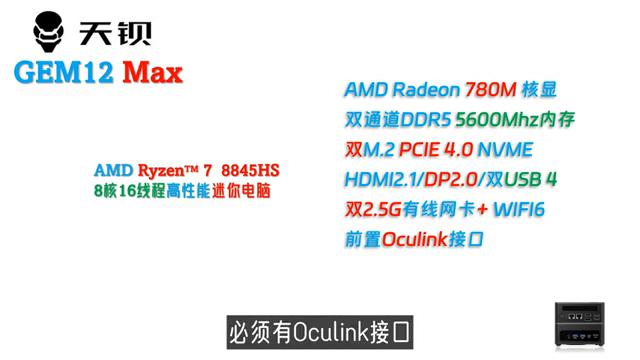 天钡
GEM12 Max
AMD Radeon 780M 核显
双通道DDR5 5600Mhz内存
双M.2 PCIE 4.0 NVME
HDMI2.1/DP2.0/双USB 4
双2.5G有线网卡+ WIFI6
前置Oculink接口
AMD Ryzen™ 7 8845HS
8核16线程高性能迷你电脑
必须有Oculink接口